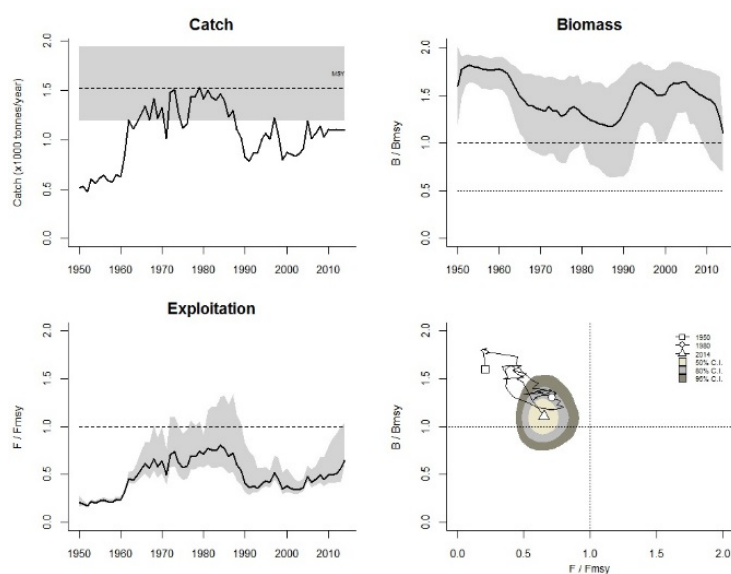 Catch
MSY
Catch (x1000 tonnes/year)
0.0 0.5 1.0 1.5 2.0
1950 1960 1970 1980 1990 2000 2010
Biomass
B / Bmsy
0.0 0.5 1.0 1.5 2.0
1950 1960 1970 1980 1990 2000 2010
Exploitation
F / Fmsy
0.0 0.5 1.0 1.5 2.0
1950 1960 1970 1980 1990 2000 2010
1950
1980
2014
50% C.I.
80% C.I.
95% C.I.
B / Bmsy
0.0 0.5 1.0 1.5 2.0
0.0 0.5 1.0 1.5 2.0
F / Fmsy